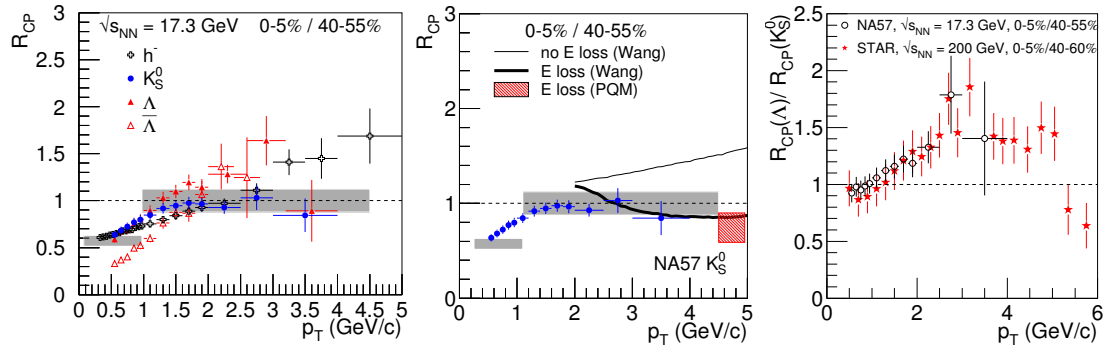 √s_NN = 17.3 GeV 0-5% / 40-55%
h⁻
K⁰_S
Λ
Λ̅
R_CP
3
2.5
2
1.5
1
0.5
0
0.5 1 1.5 2 2.5 3 3.5 4 4.5 5
p_T (GeV/c)
0-5% / 40-55%
no E loss (Wang)
E loss (Wang)
E loss (PQM)
NA57 K⁰_S
R_CP
3
2.5
2
1.5
1
0.5
0
0 1 2 3 4 5
p_T (GeV/c)
NA57, √s_NN = 17.3 GeV, 0-5%/40-55%
STAR, √s_NN = 200 GeV, 0-5%/40-60%
R_CP(Λ)/ R_CP(K⁰_S)
2.5
2
1.5
1
0.5
0
0 2 4 6
p_T (GeV/c)